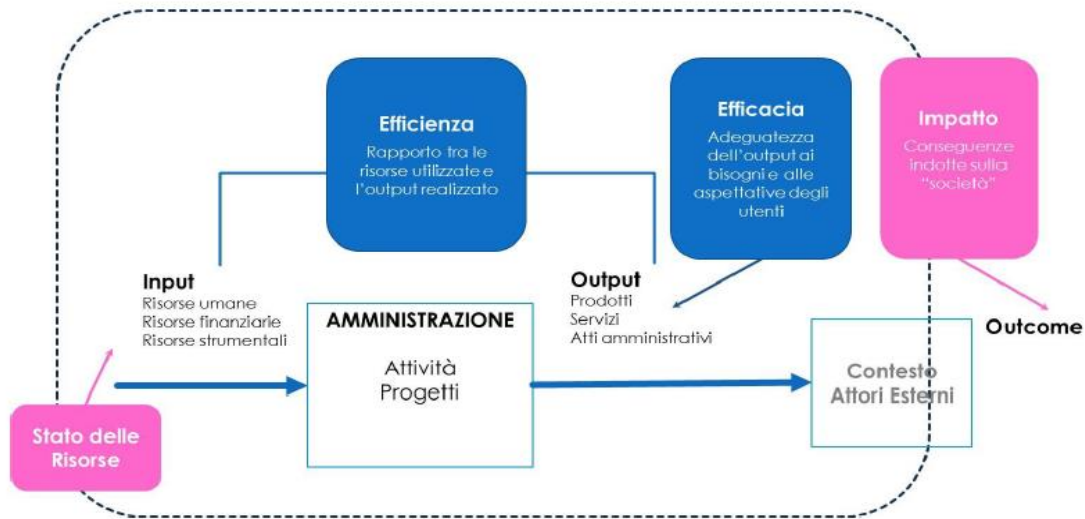 Efficienza
Rapporto tra le
risorse utilizzate e
l'output realizzato
Efficacia
Adeguatezza
dell'output ai
bisogni e alle
aspettative degli
utenti
Impatto
Conseguenze
indotte sulla
"società"
Input
Risorse umane
Risorse finanziarie
Risorse strumentali
AMMINISTRAZIONE
Attività
Progetti
Output
Prodotti
Servizi
Atti amministrativi
Outcome
Contesto
Attori Esterni
Stato delle
Risorse